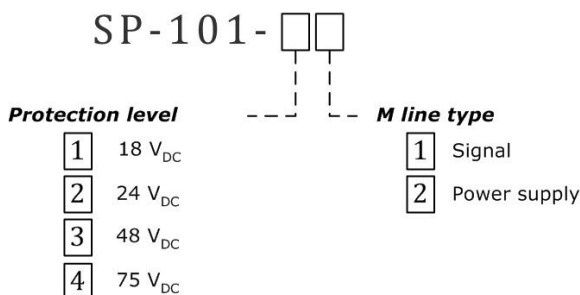 SP-101-
Protection level
M line type
1 18 VDC
1 Signal
2 24 VDC
2 Power supply
3 48 VDC
4 75 VDC